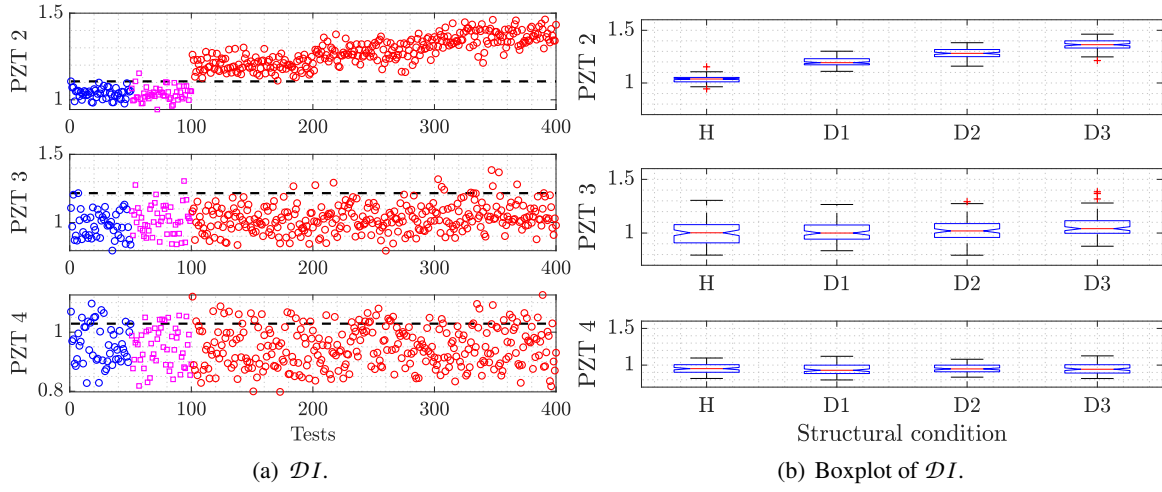 1.5
PZT 2
1
0 100 200 300 400
1.5
PZT 3
1
0 100 200 300 400
PZT 4
1
0.8
0 100 200 300 400
Tests
(a) DI.
1.5
PZT 2
1
H D1 D2 D3
1.5
PZT 3
1
H D1 D2 D3
PZT 4
1
H D1 D2 D3
Structural condition
(b) Boxplot of DI.